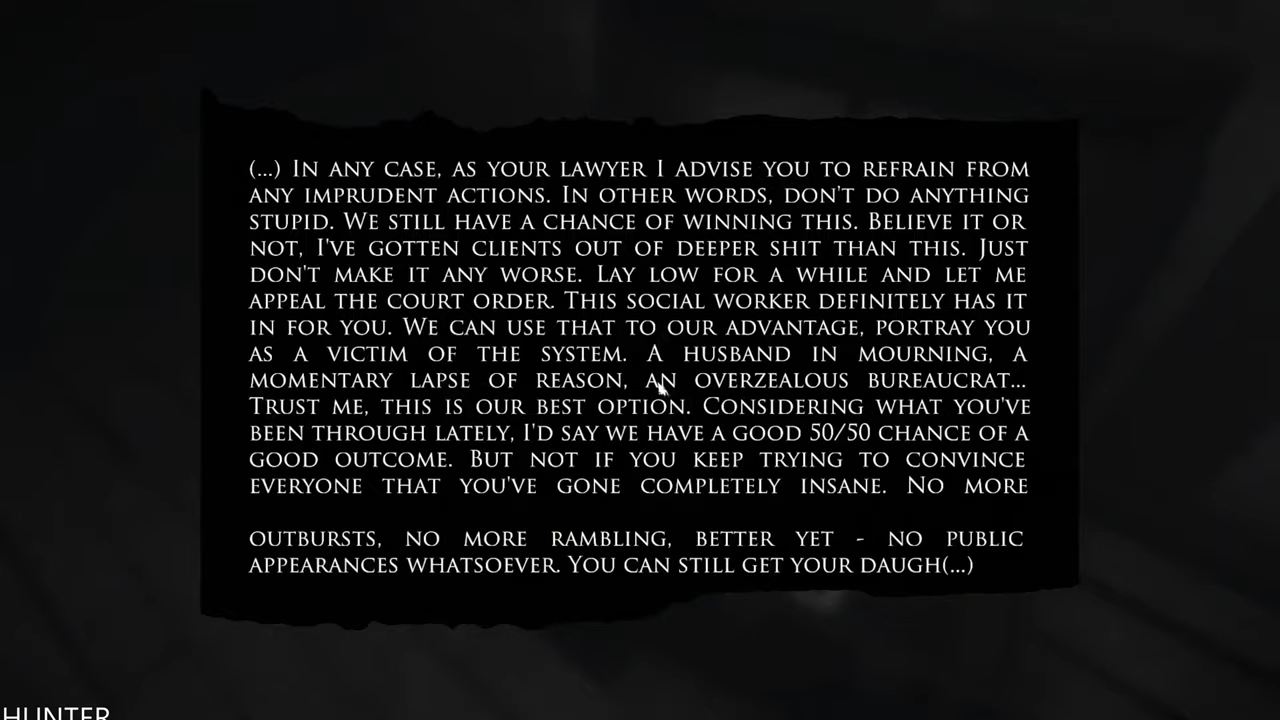 (...) In any case, as your lawyer I advise you to refrain from
any imprudent actions. In other words, don't do anything
stupid. We still have a chance of winning this. Believe it or
not, I've gotten clients out of deeper shit than this. Just
don't make it any worse. Lay low for a while and let me
appeal the court order. This social worker definitely has it
in for you. We can use that to our advantage, portray you
as a victim of the system. A husband in mourning, a
momentary lapse of reason, an overzealous bureaucrat...
Trust me, this is our best option. Considering what you've
been through lately, I'd say we have a good 50/50 chance of a
good outcome. But not if you keep trying to convince
everyone that you've gone completely insane. No more
outbursts, no more rambling, better yet - no public
appearances whatsoever. You can still get your daugh(...)
HUNTER